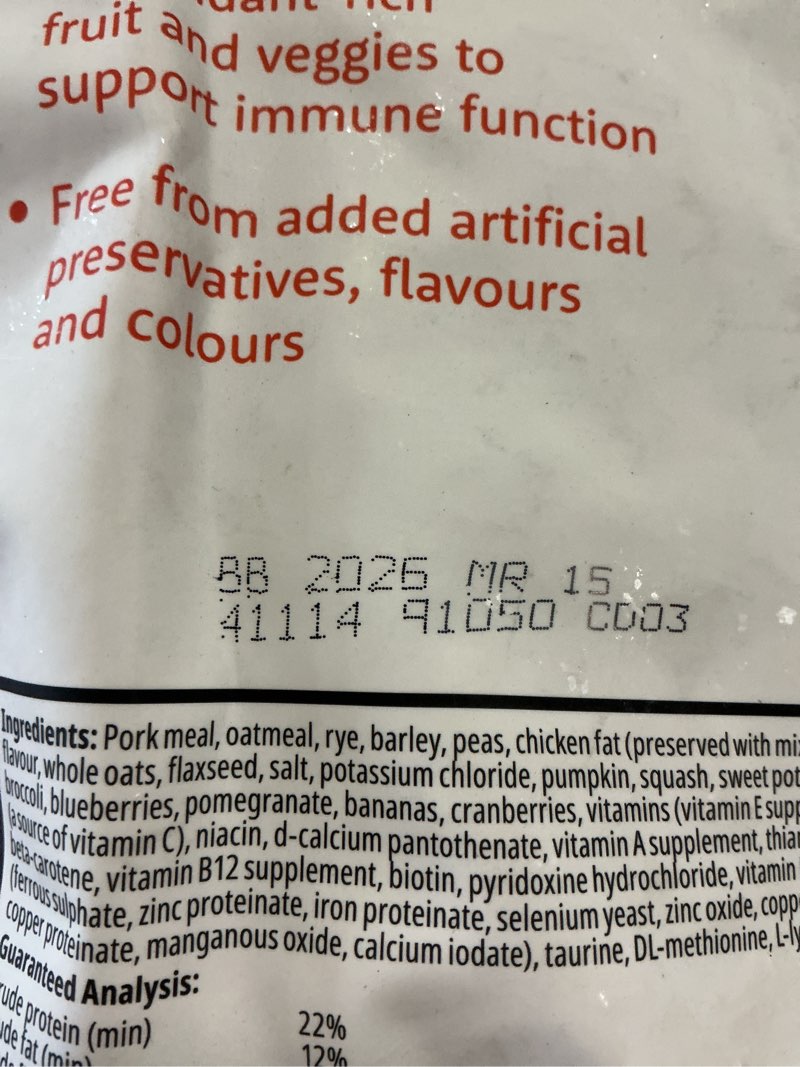 fruit and veggies to
support immune function
• Free from added artificial
preservatives, flavours
and colours
BB 2026 MR 15
41114 91050 CD03
Ingredients: Pork meal, oatmeal, rye, barley, peas, chicken fat (preserved with
flavour, whole oats, flaxseed, salt, potassium chloride, pumpkin, squash, sweet
broccoli, blueberries, pomegranate, bananas, cranberries, vitamins (vitamin E
(a source of vitamin C), niacin, d-calcium pantothenate, vitamin A supplement,
beta-carotene, vitamin B12 supplement, biotin, pyridoxine hydrochloride, vitamin
(ferrous sulphate, zinc proteinate, iron proteinate, selenium yeast, zinc oxide,
copper proteinate, manganous oxide, calcium iodate), taurine, DL-methionine,
Guaranteed Analysis:
protein (min) 22%
fat (min) 12%